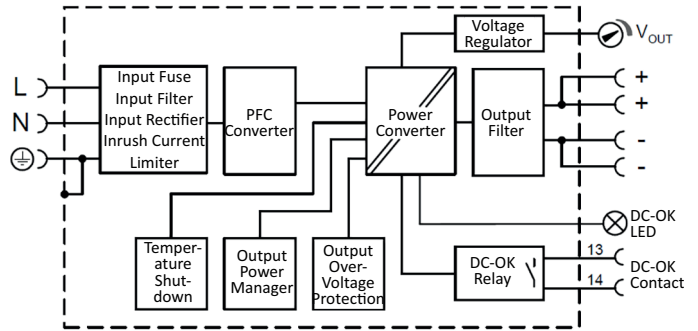 Voltage
Regulator
VOUT
L
N
Input Fuse
Input Filter
Input Rectifier
Inrush Current
Limiter
PFC
Converter
Power
Converter
Output
Filter
+
+
-
-
DC-OK
LED
Temper-
ature
Shut-
down
Output
Power
Manager
Output
Over-
Voltage
Protection
DC-OK
Relay
13
14
DC-OK
Contact